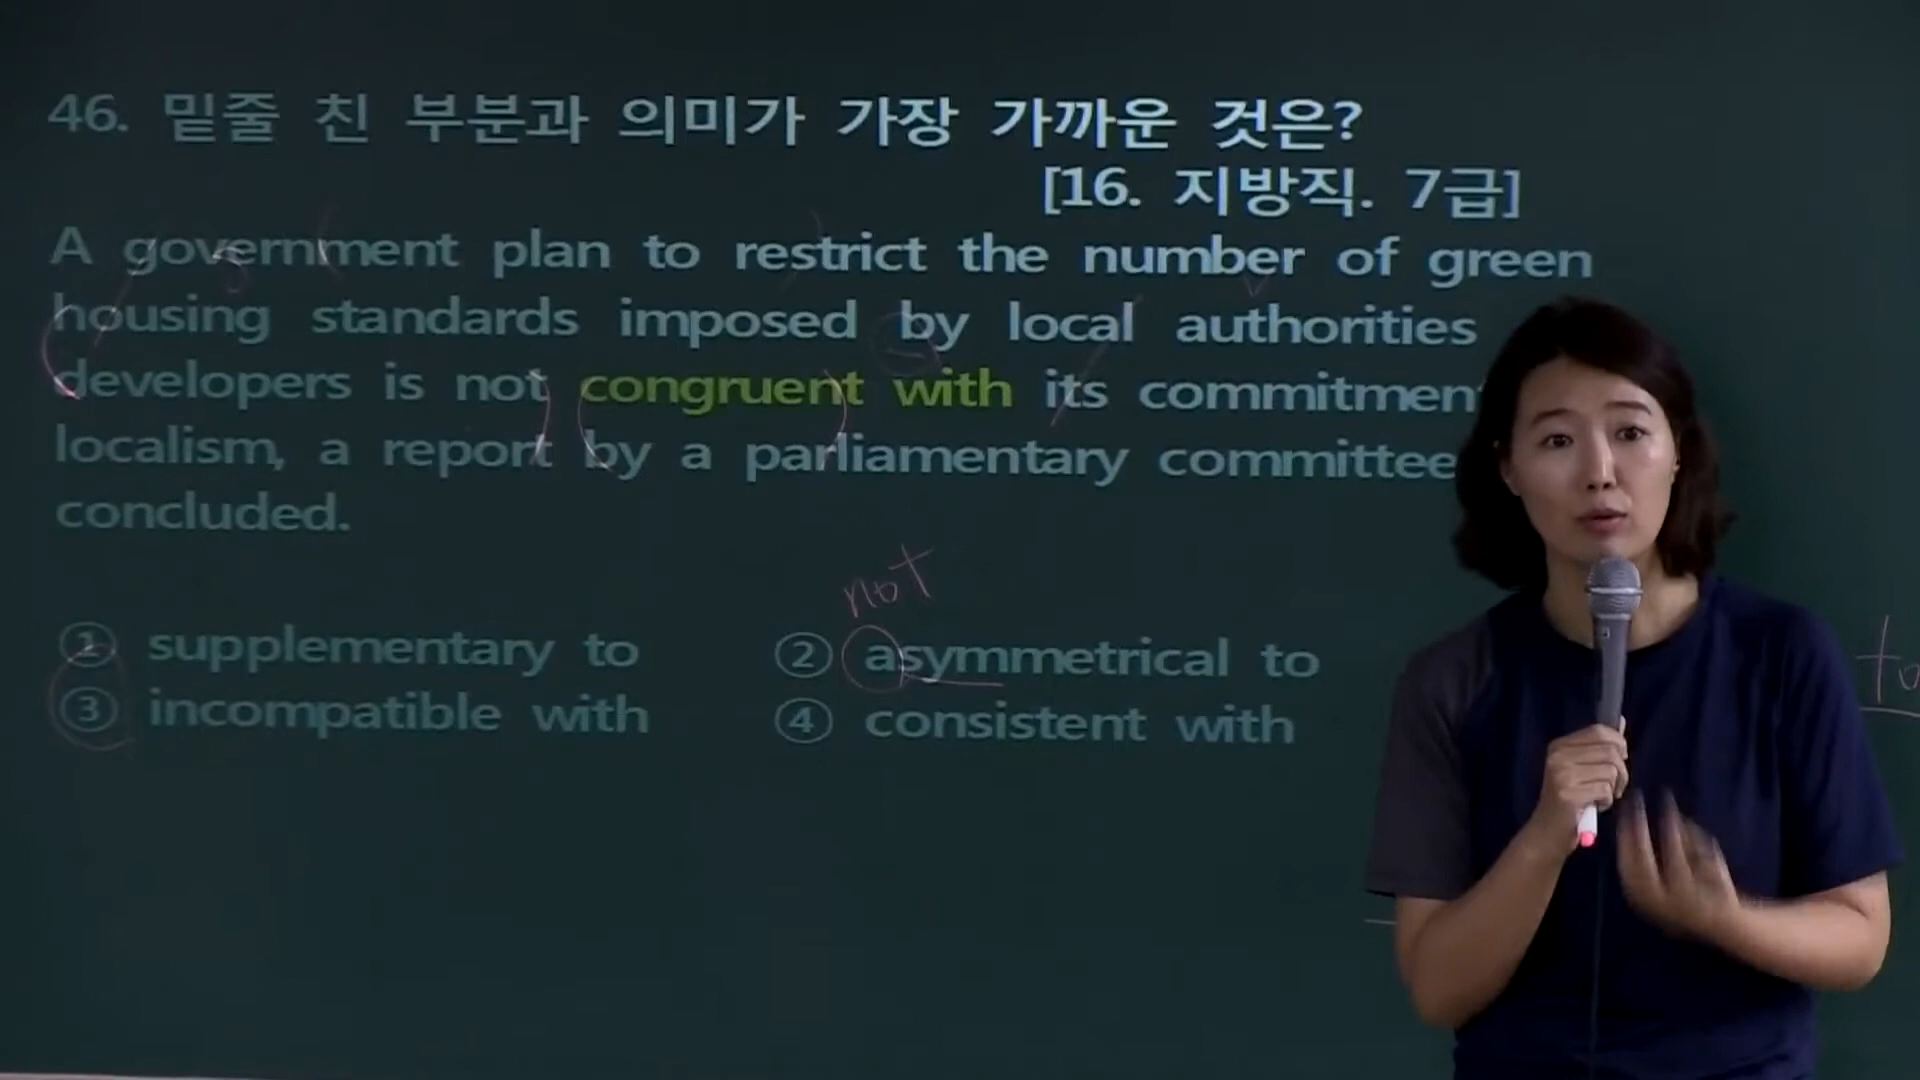 46. 밑줄 친 부분과 의미가 가장 가까운 것은?
[16. 지방직. 7급]
A government plan to restrict the number of green
housing standards imposed by local authorities
developers is not congruent with its commitment
localism, a report by a parliamentary committee
concluded.
not
① supplementary to ② asymmetrical to
③ incompatible with ④ consistent with